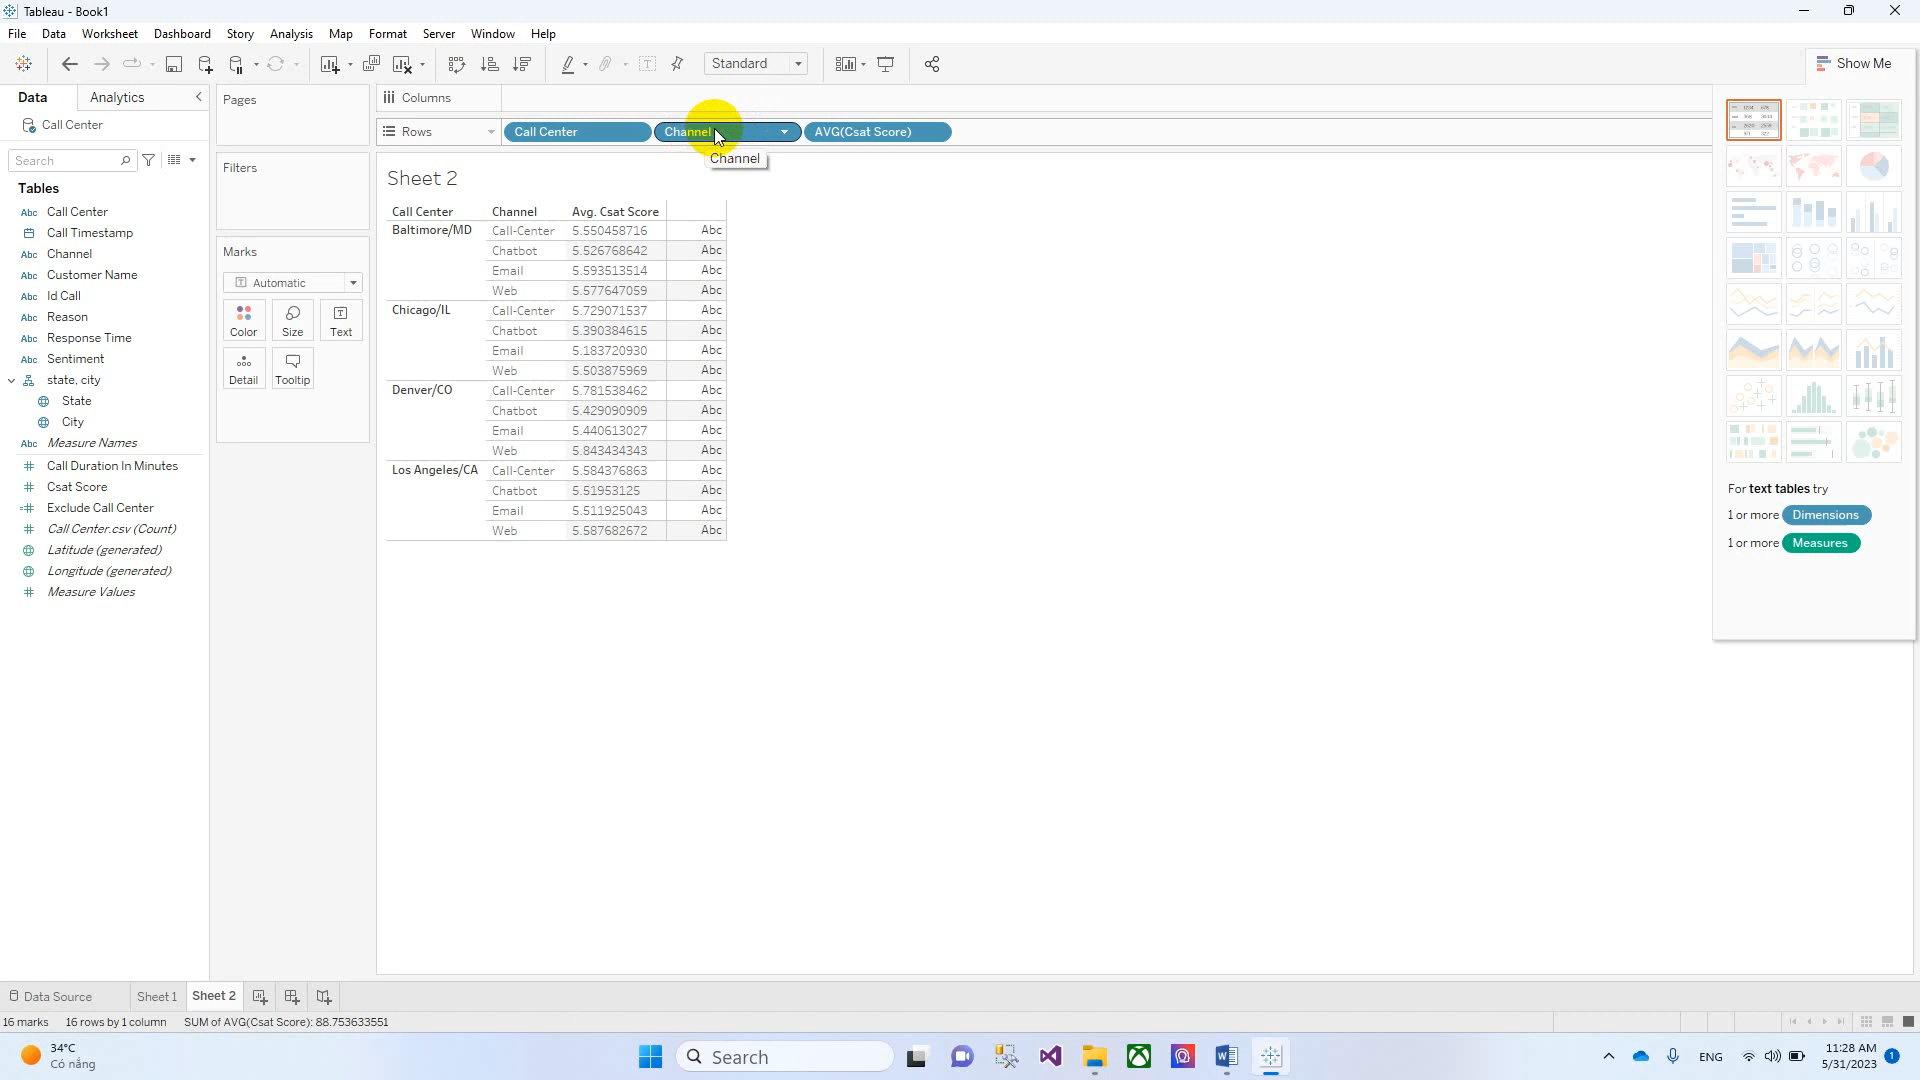 Tableau - Book1
File Data Worksheet Dashboard Story Analysis Map Format Server Window Help
Standard
Show Me
Data Analytics
Pages
Columns
Call Center
Rows Call Center Channel AVG(Csat Score)
Channel
Search
Filters
Tables
Sheet 2
Abc Call Center
Call Timestamp
Abc Channel
Abc Customer Name
Abc Id Call
Abc Reason
Abc Response Time
Abc Sentiment
state, city
State
City
Abc Measure Names
Call Duration In Minutes
Csat Score
Exclude Call Center
Call Center.csv (Count)
Latitude (generated)
Longitude (generated)
Measure Values
Marks
Automatic
Color Size Text
Detail Tooltip
Call Center Channel Avg. Csat Score
Baltimore/MD Call-Center 5.550458716 Abc
Chatbot 5.526768642 Abc
Email 5.593513514 Abc
Web 5.577647059 Abc
Chicago/IL Call-Center 5.729071537 Abc
Chatbot 5.390384615 Abc
Email 5.183720930 Abc
Web 5.503875969 Abc
Denver/CO Call-Center 5.781538462 Abc
Chatbot 5.429090909 Abc
Email 5.440613027 Abc
Web 5.843434343 Abc
Los Angeles/CA Call-Center 5.584376863 Abc
Chatbot 5.51953125 Abc
Email 5.511925043 Abc
Web 5.587682672 Abc
For text tables try
1 or more Dimensions
1 or more Measures
Data Source Sheet 1 Sheet 2
16 marks 16 rows by 1 column SUM of AVG(Csat Score): 88.753633551
34°C
Có nắng
Search
ENG
11:28 AM
5/31/2023
1